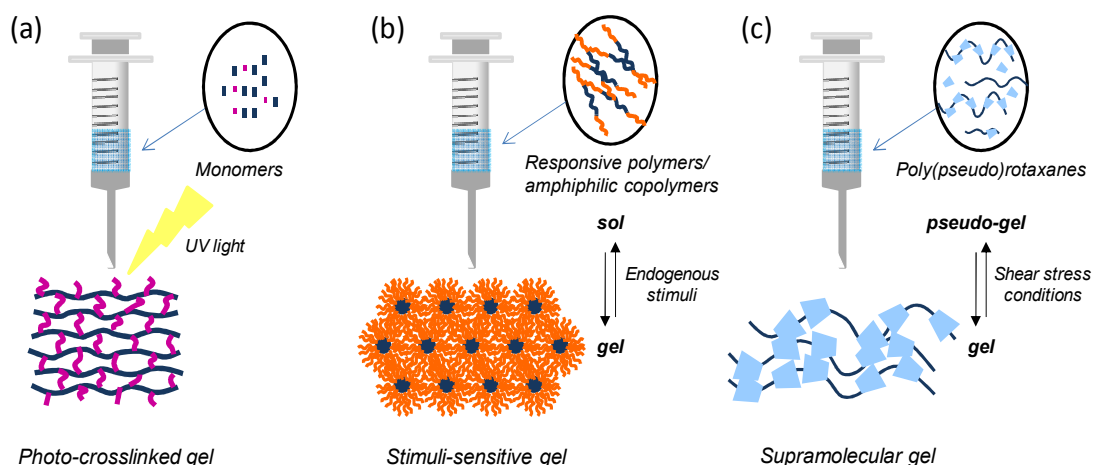 (a)
Monomers
UV light
Photo-crosslinked gel
(b)
Responsive polymers/
amphiphilic copolymers
sol
Endogenous
stimuli
gel
Stimuli-sensitive gel
(c)
Poly(pseudo)rotaxanes
pseudo-gel
Shear stress
conditions
gel
Supramolecular gel